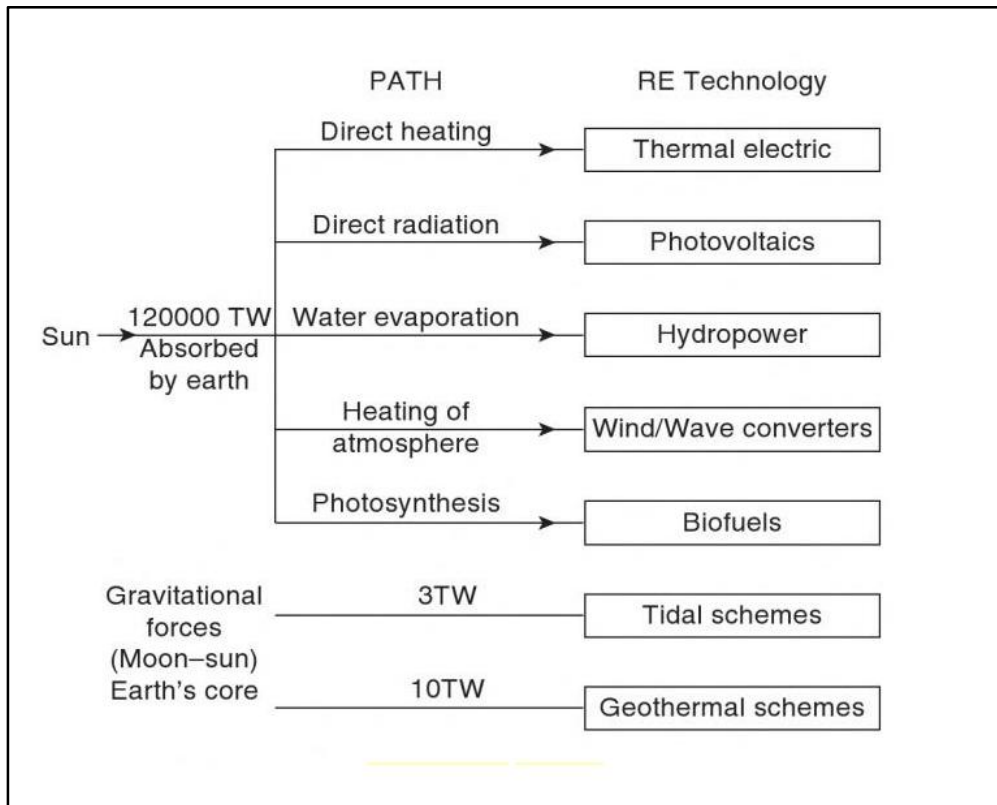 PATH RE Technology
Direct heating
Thermal electric
Direct radiation
Photovoltaics
Sun
120000 TW
Absorbed
by earth
Water evaporation
Hydropower
Heating of
atmosphere
Wind/Wave converters
Photosynthesis
Biofuels
Gravitational
forces
(Moon–sun)
Earth's core
3TW
Tidal schemes
10TW
Geothermal schemes